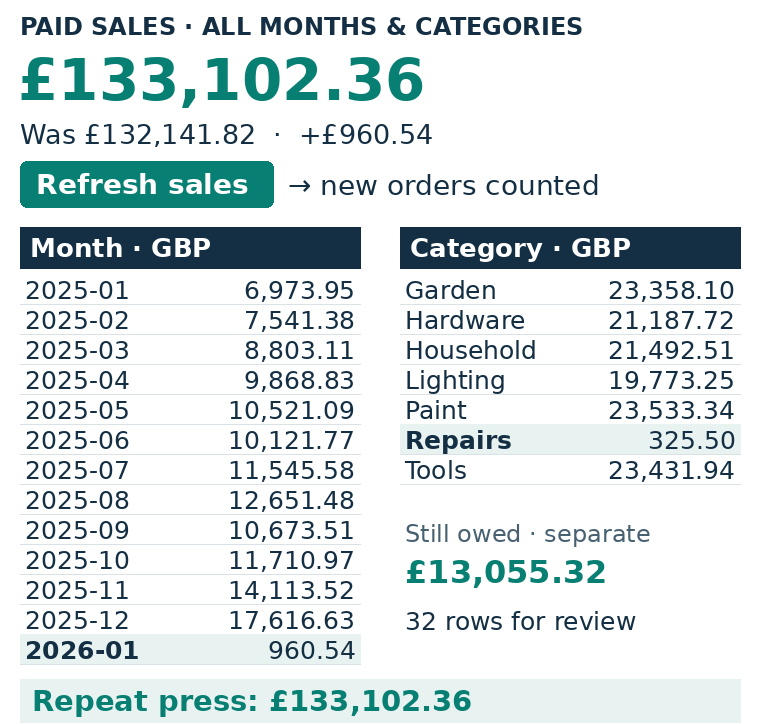 PAID SALES · ALL MONTHS & CATEGORIES
£133,102.36
Was £132,141.82 · +£960.54
Refresh sales → new orders counted
Month · GBP
2025-01 6,973.95
2025-02 7,541.38
2025-03 8,803.11
2025-04 9,868.83
2025-05 10,521.09
2025-06 10,121.77
2025-07 11,545.58
2025-08 12,651.48
2025-09 10,673.51
2025-10 11,710.97
2025-11 14,113.52
2025-12 17,616.63
2026-01 960.54
Category · GBP
Garden 23,358.10
Hardware 21,187.72
Household 21,492.51
Lighting 19,773.25
Paint 23,533.34
Repairs 325.50
Tools 23,431.94
Still owed · separate
£13,055.32
32 rows for review
Repeat press: £133,102.36